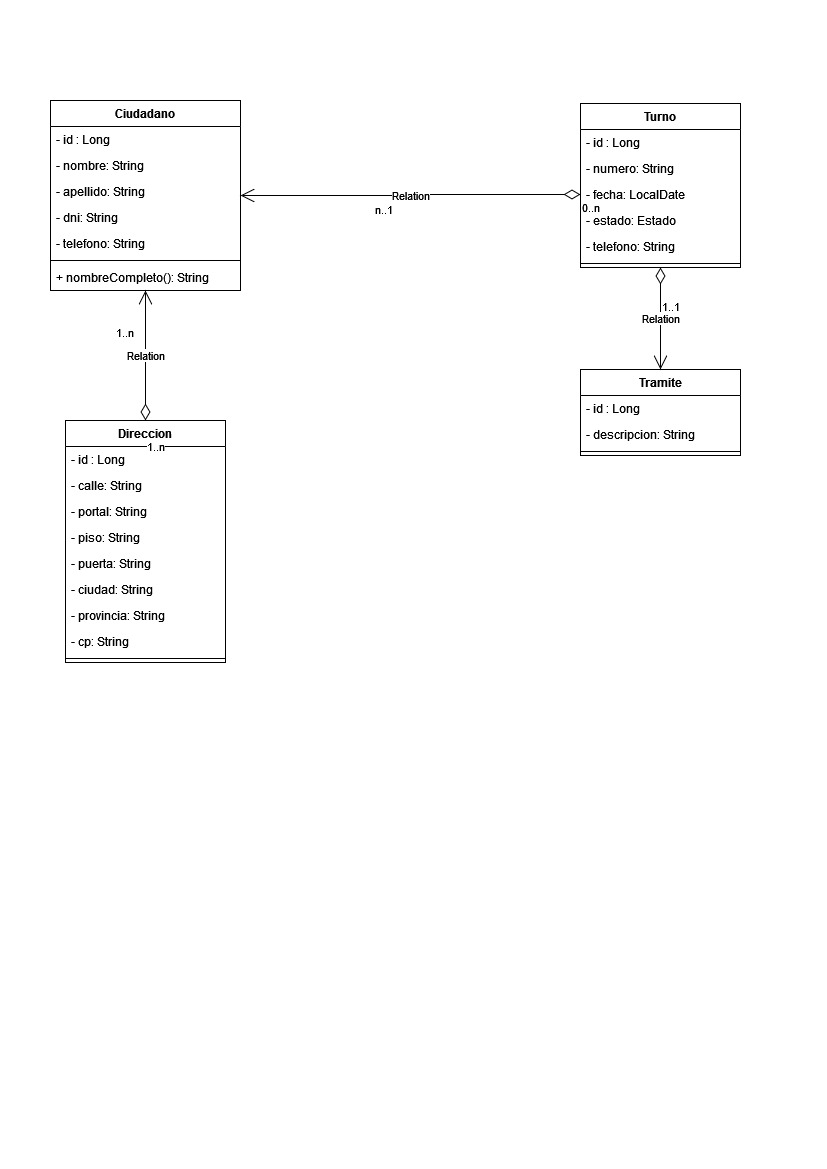 Ciudadano
- id : Long
- nombre: String
- apellido: String
- dni: String
- telefono: String
+ nombreCompleto(): String
Relation
n..1
0..n
Turno
- id : Long
- numero: String
- fecha: LocalDate
- estado: Estado
- telefono: String
1..1
Relation
Tramite
- id : Long
- descripcion: String
1..n
Relation
1..n
Direccion
- id : Long
- calle: String
- portal: String
- piso: String
- puerta: String
- ciudad: String
- provincia: String
- cp: String